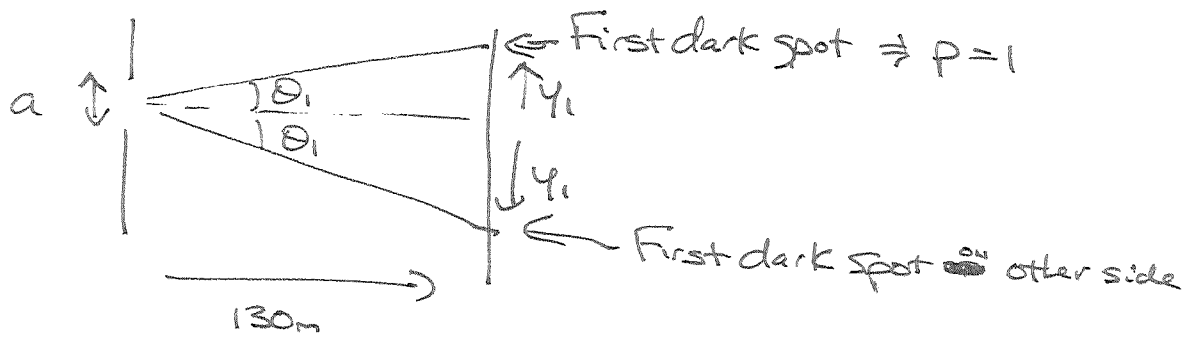 ← First dark spot ⇒ p=1
a
θ₁
y₁
θ₁
y₁
First dark spot on other side
130m